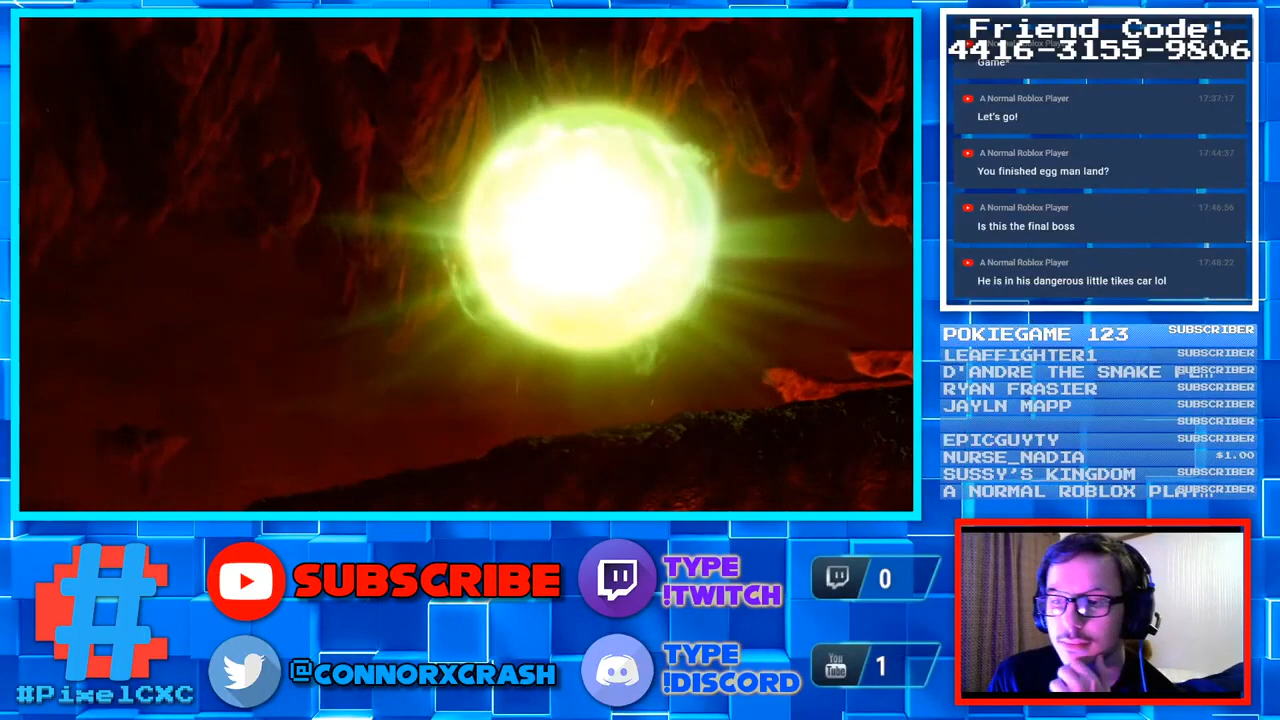 Friend Code:
4416-3155-9806
Game*
A Normal Roblox Player 17:37:17
Let's go!
A Normal Roblox Player 17:44:37
You finished egg man land?
A Normal Roblox Player 17:46:56
Is this the final boss
A Normal Roblox Player 17:48:22
He is in his dangerous little tikes car lol
POKIEGAME 123 SUBSCRIBER
LEAFFIGHTER1 SUBSCRIBER
D'ANDRE THE SNAKE SUBSCRIBER
RYAN FRASIER SUBSCRIBER
JAYLN MAPP SUBSCRIBER
SUBSCRIBER
EPICGUYTY SUBSCRIBER
NURSE_NADIA $1.00
SUSSY'S KINGDOM SUBSCRIBER
A NORMAL ROBLOX SUBSCRIBER
SUBSCRIBE
TYPE
!TWITCH
0
@CONNORXCRASH
TYPE
!DISCORD
You
Tube
1
#PixelCXC